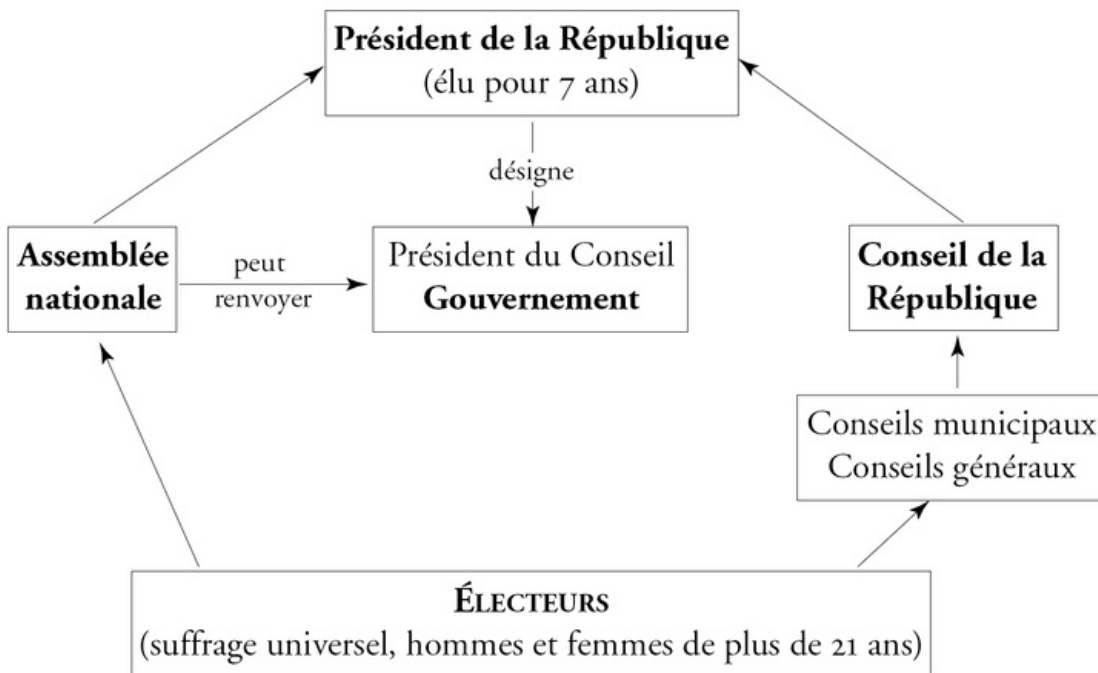 Président de la République
(élu pour 7 ans)
désigne
Assemblée
nationale
peut
renvoyer
Président du Conseil
Gouvernement
Conseil de la
République
Conseils municipaux
Conseils généraux
ÉLECTEURS
(suffrage universel, hommes et femmes de plus de 21 ans)